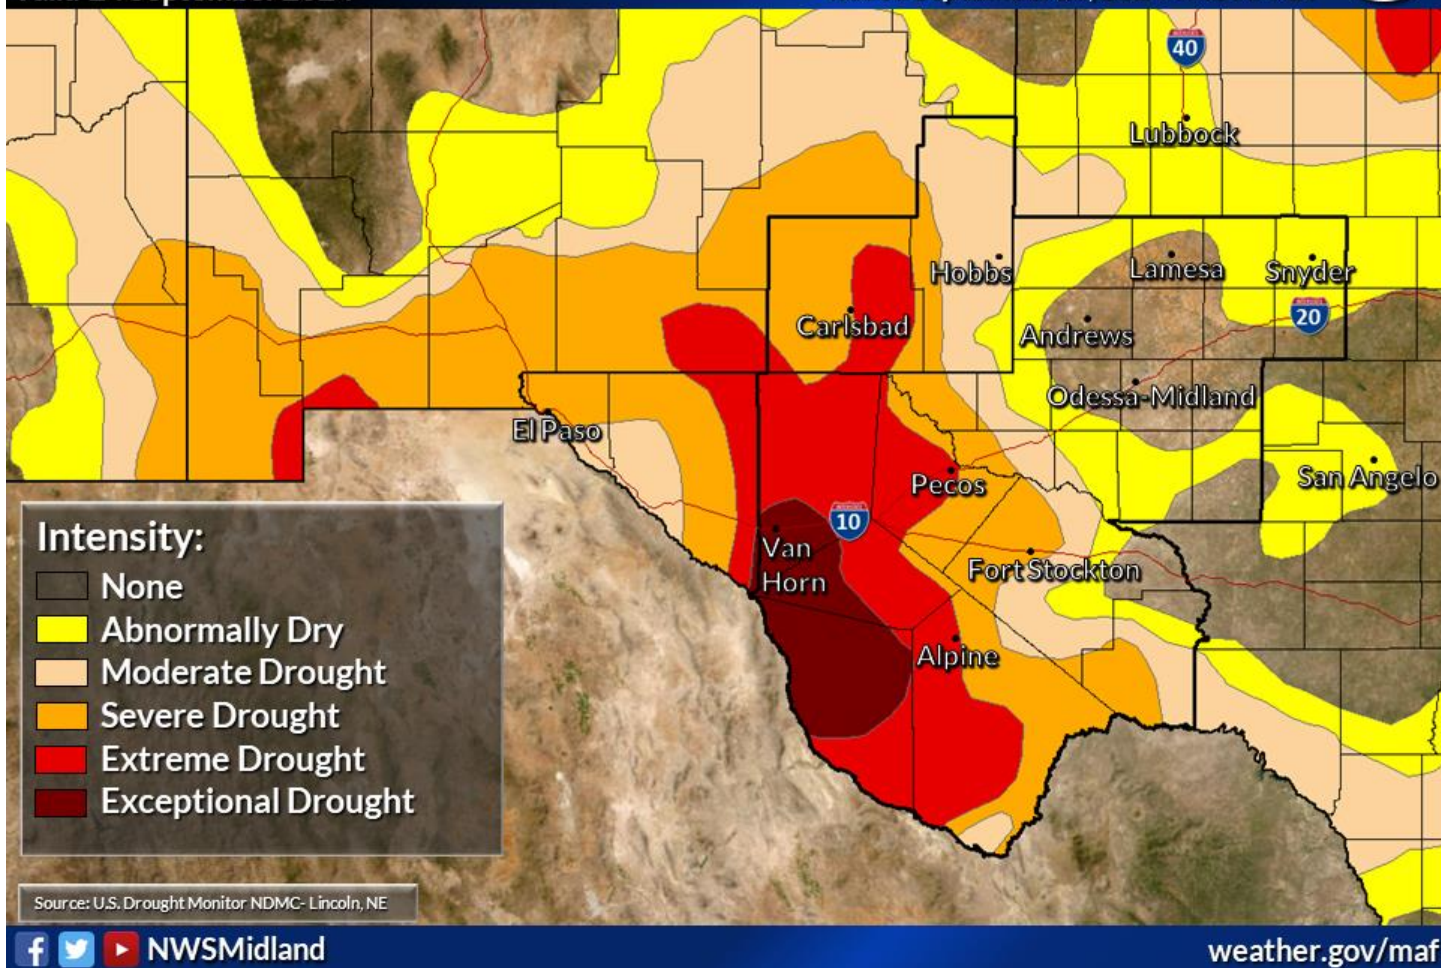 40
Lubbock
Hobbs
Lamesa
Snyder
20
Carlsbad
Andrews
Odessa-Midland
El Paso
Pecos
San Angelo
10
Van
Horn
Fort Stockton
Alpine
Intensity:
None
Abnormally Dry
Moderate Drought
Severe Drought
Extreme Drought
Exceptional Drought
Source: U.S. Drought Monitor NDMC- Lincoln, NE
NWSMidland
weather.gov/maf